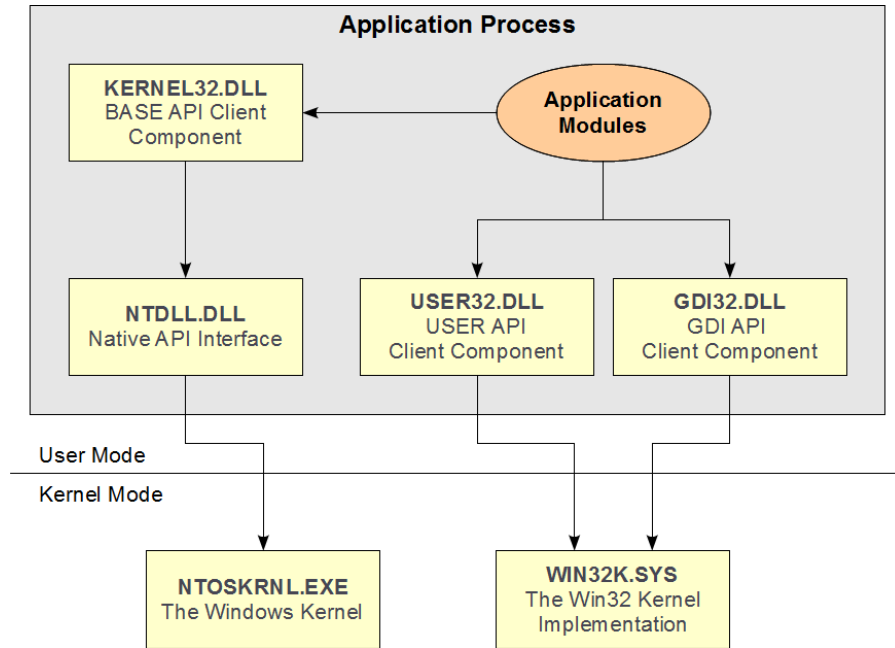 Application Process
KERNEL32.DLL
BASE API Client
Component
Application
Modules
NTDLL.DLL
Native API Interface
USER32.DLL
USER API
Client Component
GDI32.DLL
GDI API
Client Component
User Mode
Kernel Mode
NTOSKRNL.EXE
The Windows Kernel
WIN32K.SYS
The Win32 Kernel
Implementation